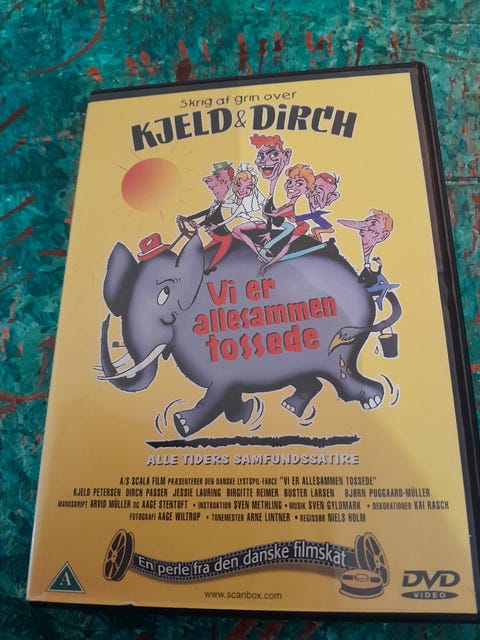 Skrig af grin over
KJELD & DIRCH
Vi er
allesammen
tossede
ALLE TIDERS SAMFUNDSSATIRE
A/S SCALA FILM PRÆSENTERER DEN DANSKE LYSTSPIL-FARCE "VI ER ALLESAMMEN TOSSEDE"
KJELD PETERSEN DIRCH PASSER JESSIE LAURING BIRGITTE REIMER BUSTER LARSEN BJØRN PUGGAARD-MÜLLER
MANUSKRIPT ARVID MÜLLER OG AAGE STENTOFT • INSTRUKTION SVEN METHLING • MUSIK SVEN GYLDMARK • DEKORATIONER KAI RASCH
FOTOGRAFI AAGE WILTRUP • TONEMESTER ARNE LINTNER • REGISSØR NIELS HOLM
En perle fra den danske filmskat
A
www.scanbox.com
DVD
VIDEO